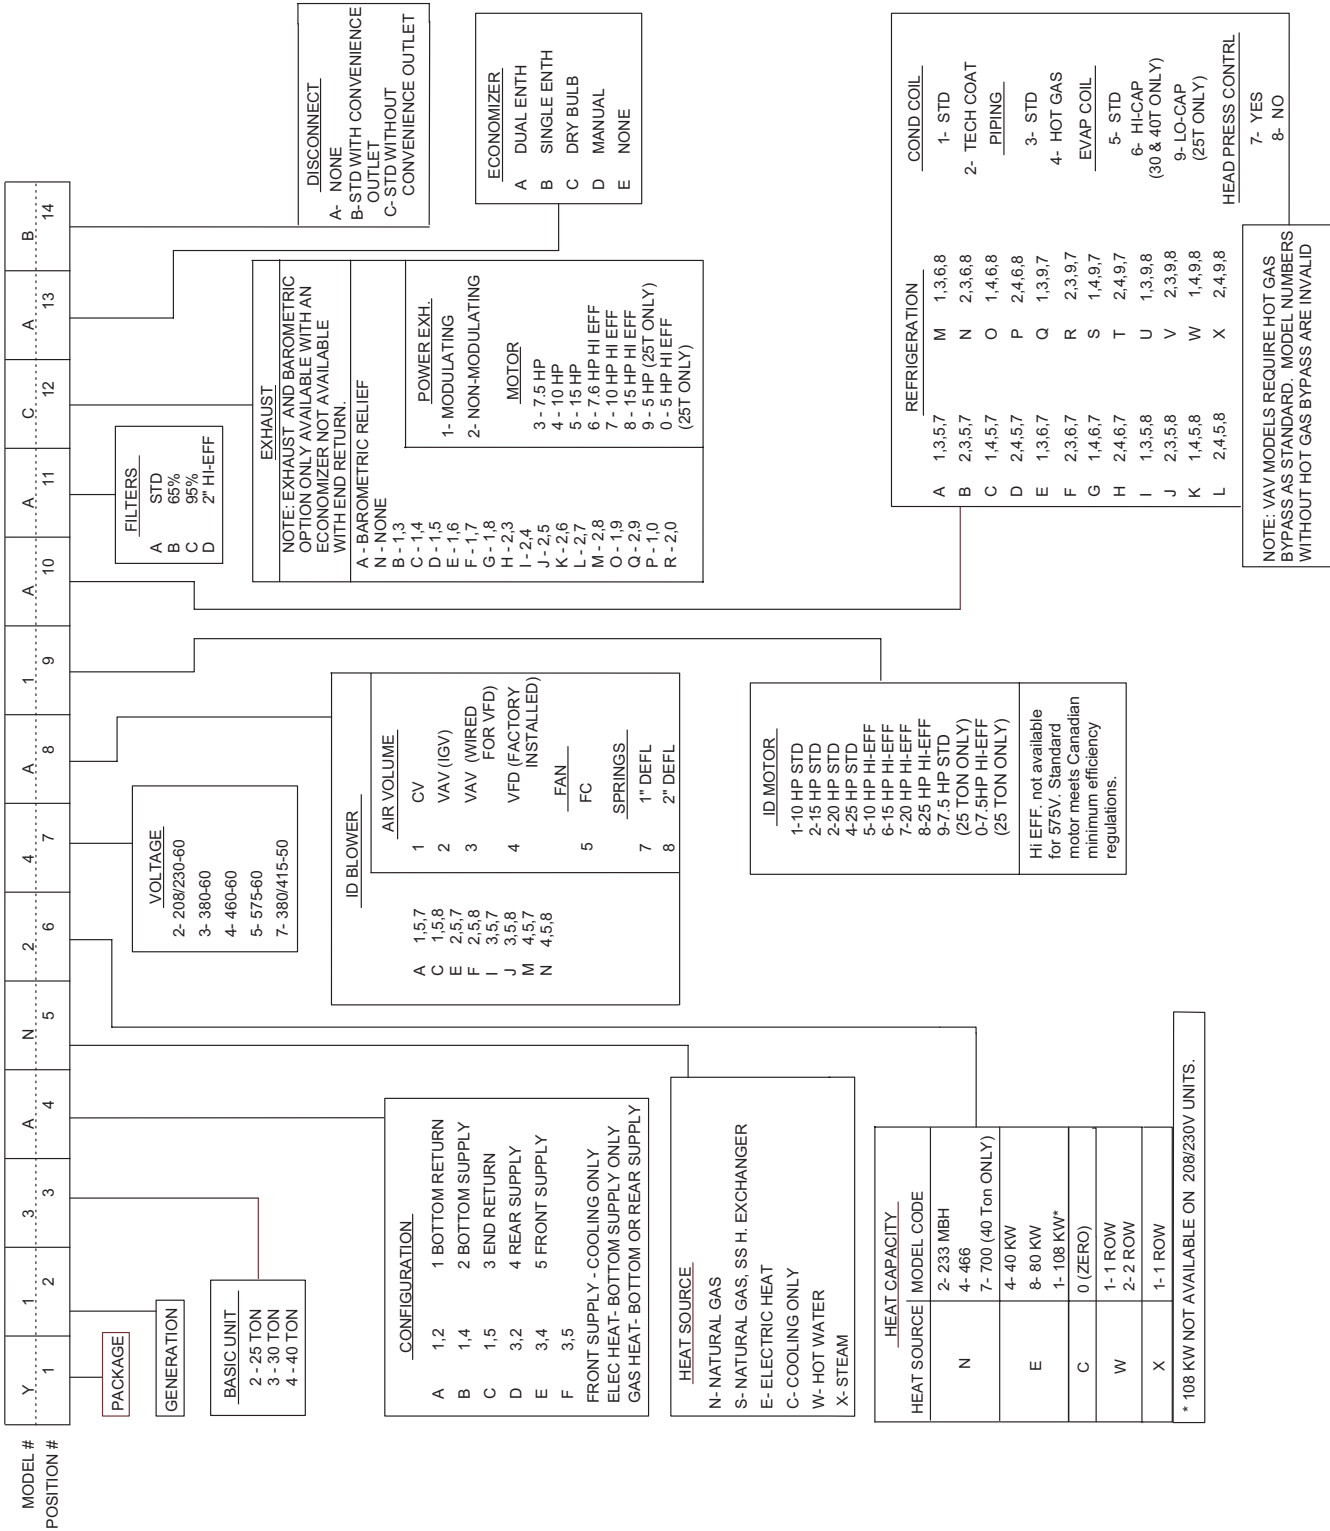 MODEL # Y 1 3 A N 2 4 A 1 A A C A B
POSITION # 1 2 3 4 5 6 7 8 9 10 11 12 13 14
PACKAGE
GENERATION
BASIC UNIT
2 - 25 TON
3 - 30 TON
4 - 40 TON
CONFIGURATION
A 1,2 1 BOTTOM RETURN
B 1,4 2 BOTTOM SUPPLY
C 1,5 3 END RETURN
D 3,2 4 REAR SUPPLY
E 3,4 5 FRONT SUPPLY
F 3,5
FRONT SUPPLY - COOLING ONLY
ELEC HEAT- BOTTOM SUPPLY ONLY
GAS HEAT- BOTTOM OR REAR SUPPLY
HEAT SOURCE
N- NATURAL GAS
S- NATURAL GAS, SS H. EXCHANGER
E- ELECTRIC HEAT
C- COOLING ONLY
W- HOT WATER
X- STEAM
HEAT CAPACITY
HEAT SOURCE MODEL CODE
N
2- 233 MBH
4- 466
7- 700 (40 Ton ONLY)
E
4- 40 KW
8- 80 KW
1- 108 KW*
C 0 (ZERO)
W
1- 1 ROW
2- 2 ROW
X 1- 1 ROW
* 108 KW NOT AVAILABLE ON 208/230V UNITS.
VOLTAGE
2- 208/230-60
3- 380-60
4- 460-60
5- 575-60
7- 380/415-50
ID BLOWER
A 1,5,7
C 1,5,8
E 2,5,7
F 2,5,8
I 3,5,7
J 3,5,8
M 4,5,7
N 4,5,8
AIR VOLUME
1 CV
2 VAV (IGV)
3 VAV (WIRED
FOR VFD)
4 VFD (FACTORY
INSTALLED)
FAN
5 FC
SPRINGS
7 1" DEFL
8 2" DEFL
ID MOTOR
1-10 HP STD
2-15 HP STD
2-20 HP STD
4-25 HP STD
5-10 HP HI-EFF
6-15 HP HI-EFF
7-20 HP HI-EFF
8-25 HP HI-EFF
9-7.5 HP STD
(25 TON ONLY)
0-7.5HP HI-EFF
(25 TON ONLY)
Hi EFF. not available
for 575V. Standard
motor meets Canadian
minimum efficiency
regulations.
FILTERS
A STD
B 65%
C 95%
D 2" HI-EFF
EXHAUST
NOTE: EXHAUST AND BAROMETRIC
OPTION ONLY AVAILABLE WITH AN
ECONOMIZER NOT AVAILABLE
WITH END RETURN.
A - BAROMETRIC RELIEF
N - NONE
B - 1,3
C - 1,4
D - 1,5
E - 1,6
F - 1,7
G - 1,8
H - 2,3
I - 2,4
J - 2,5
K - 2,6
L - 2,7
M - 2,8
O - 1,9
Q - 2,9
P - 1,0
R - 2,0
POWER EXH.
1- MODULATING
2- NON-MODULATING
MOTOR
3 - 7.5 HP
4 - 10 HP
5 - 15 HP
6 - 7.6 HP HI EFF
7 - 10 HP HI EFF
8 - 15 HP HI EFF
9 - 5 HP (25T ONLY)
0 - 5 HP HI EFF
(25T ONLY)
DISCONNECT
A- NONE
B- STD WITH CONVENIENCE
OUTLET
C- STD WITHOUT
CONVENIENCE OUTLET
ECONOMIZER
A DUAL ENTH
B SINGLE ENTH
C DRY BULB
D MANUAL
E NONE
REFRIGERATION
A 1,3,5,7 M 1,3,6,8
B 2,3,5,7 N 2,3,6,8
C 1,4,5,7 O 1,4,6,8
D 2,4,5,7 P 2,4,6,8
E 1,3,6,7 Q 1,3,9,7
F 2,3,6,7 R 2,3,9,7
G 1,4,6,7 S 1,4,9,7
H 2,4,6,7 T 2,4,9,7
I 1,3,5,8 U 1,3,9,8
J 2,3,5,8 V 2,3,9,8
K 1,4,5,8 W 1,4,9,8
L 2,4,5,8 X 2,4,9,8
COND COIL
1- STD
2- TECH COAT
PIPING
3- STD
4- HOT GAS
EVAP COIL
5- STD
6- HI-CAP
(30 & 40T ONLY)
9- LO-CAP
(25T ONLY)
HEAD PRESS CONTRL
7- YES
8- NO
NOTE: VAV MODELS REQUIRE HOT GAS
BYPASS AS STANDARD. MODEL NUMBERS
WITHOUT HOT GAS BYPASS ARE INVALID